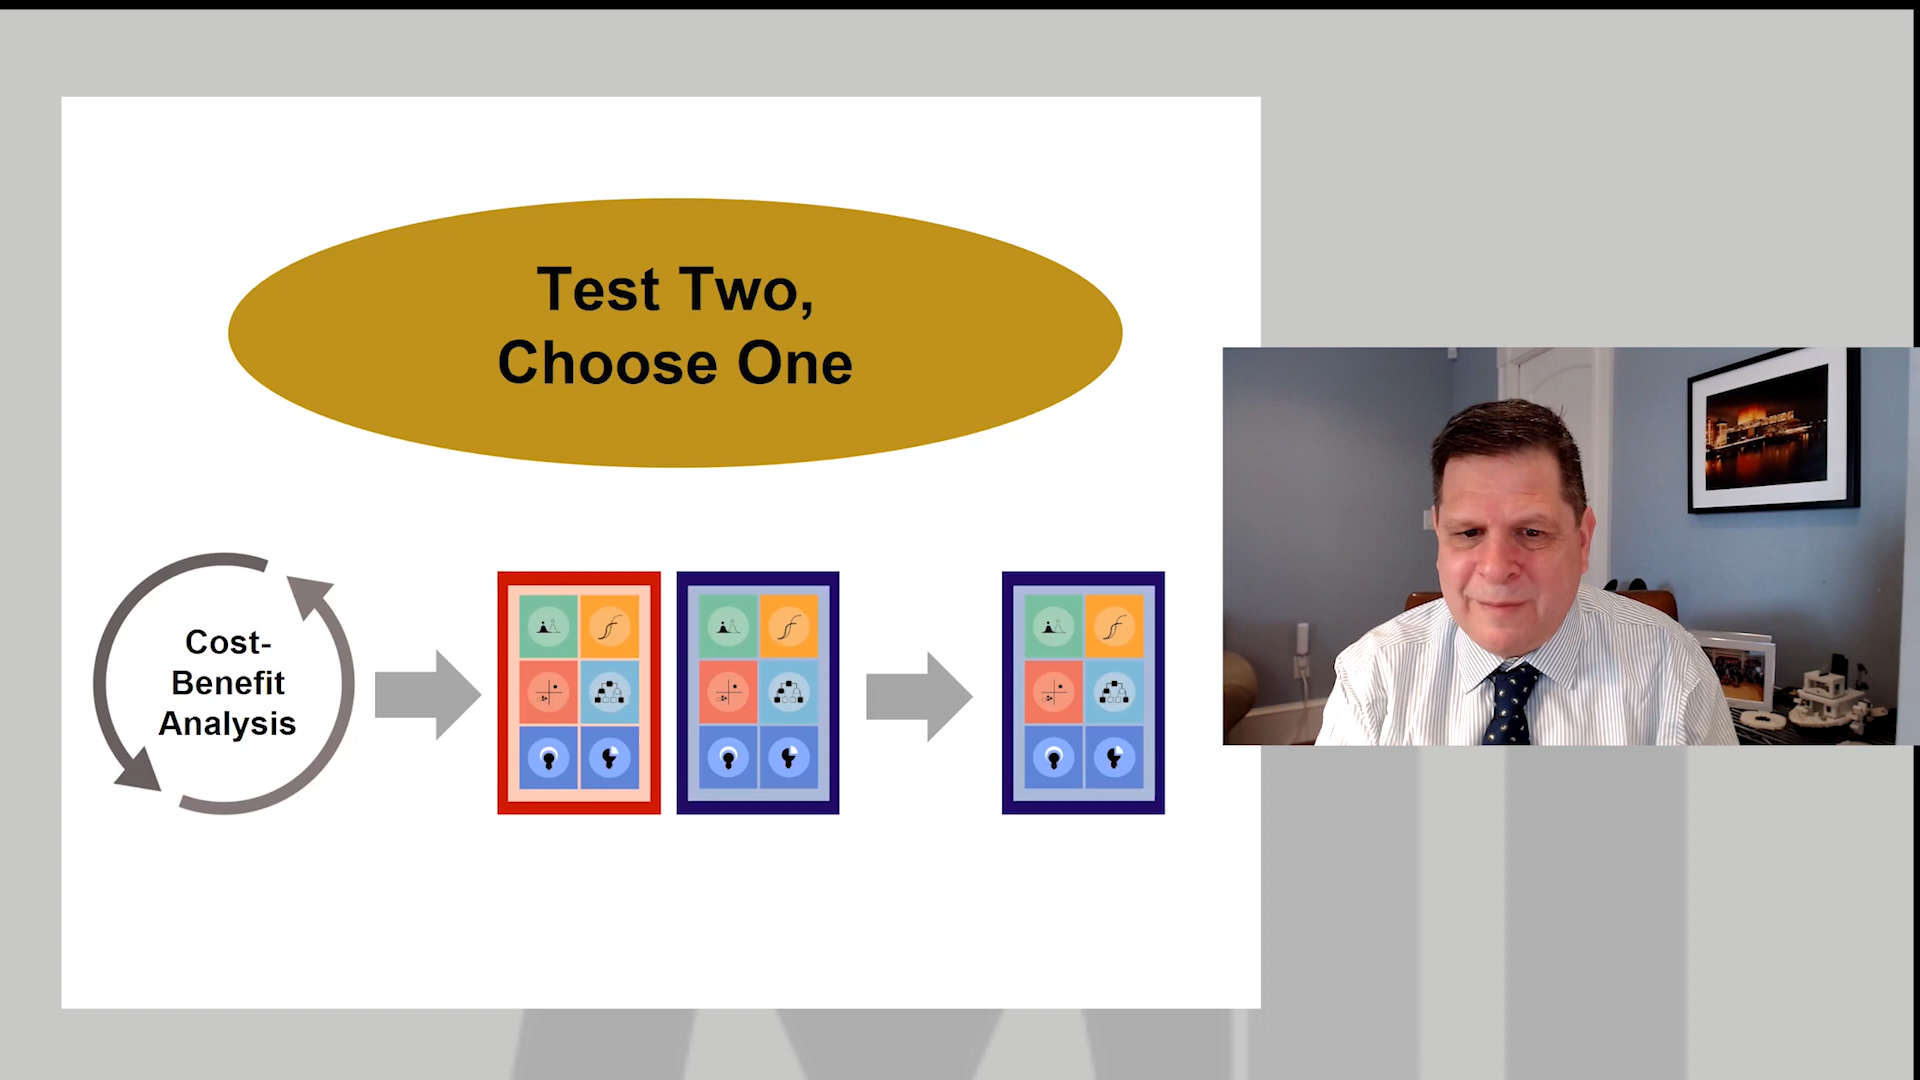 Test Two,
Choose One
Cost-
Benefit
Analysis